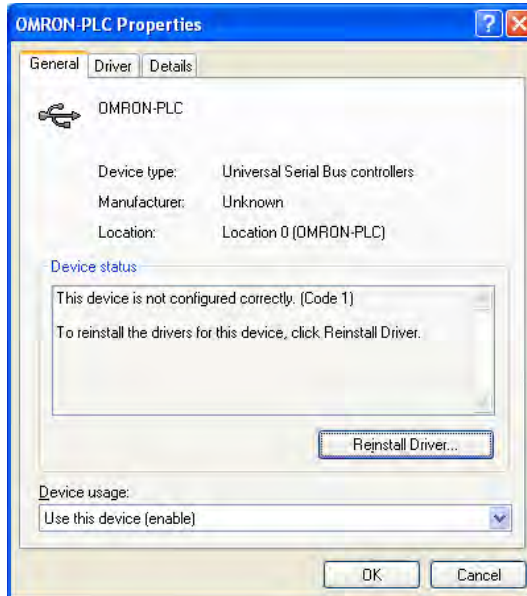 OMRON-PLC Properties
General Driver Details
OMRON-PLC
Device type: Universal Serial Bus controllers
Manufacturer: Unknown
Location: Location 0 (OMRON-PLC)
Device status
This device is not configured correctly. (Code 1)
To reinstall the drivers for this device, click Reinstall Driver.
Reinstall Driver...
Device usage:
Use this device (enable)
OK Cancel